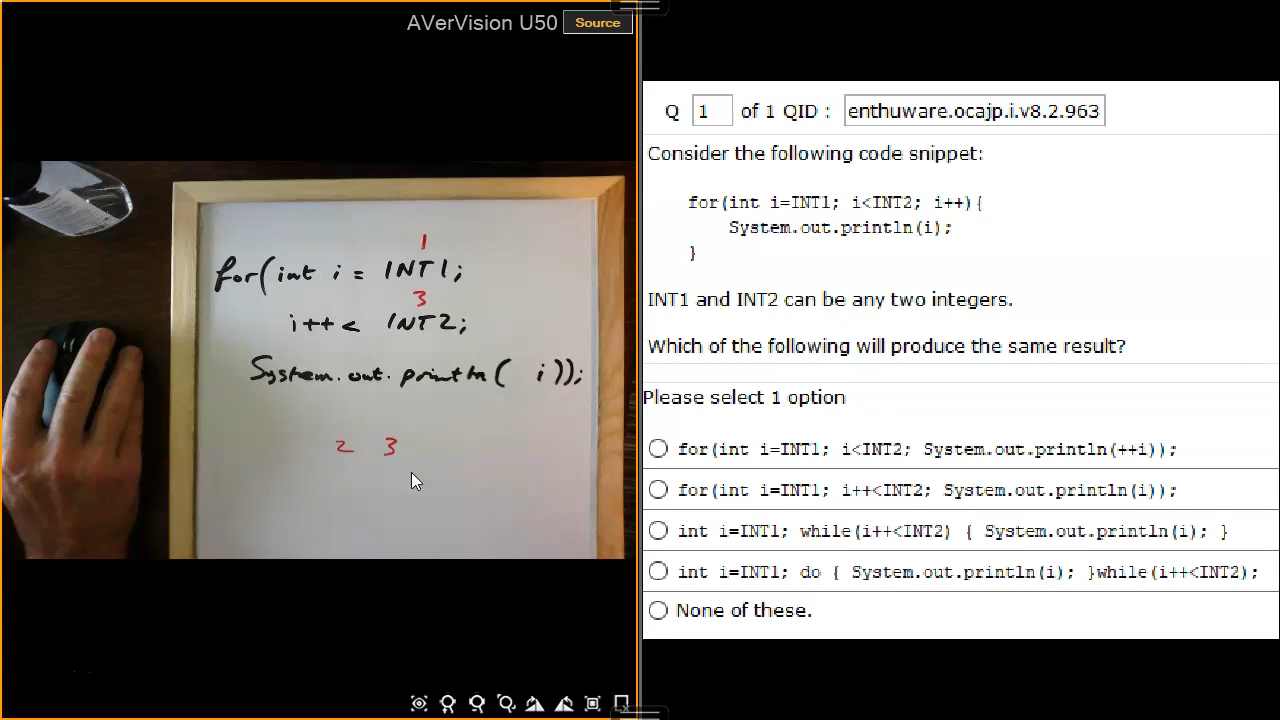 AVerVision U50 Source
1
for(int i = INT1;
3
i++ < INT2;
System.out.println( i));
2 3
Q 1 of 1 QID : enthuware.ocajp.i.v8.2.963
Consider the following code snippet:
for(int i=INT1; i<INT2; i++){
System.out.println(i);
}
INT1 and INT2 can be any two integers.
Which of the following will produce the same result?
Please select 1 option
for(int i=INT1; i<INT2; System.out.println(++i));
for(int i=INT1; i++<INT2; System.out.println(i));
int i=INT1; while(i++<INT2) { System.out.println(i); }
int i=INT1; do { System.out.println(i); }while(i++<INT2);
None of these.